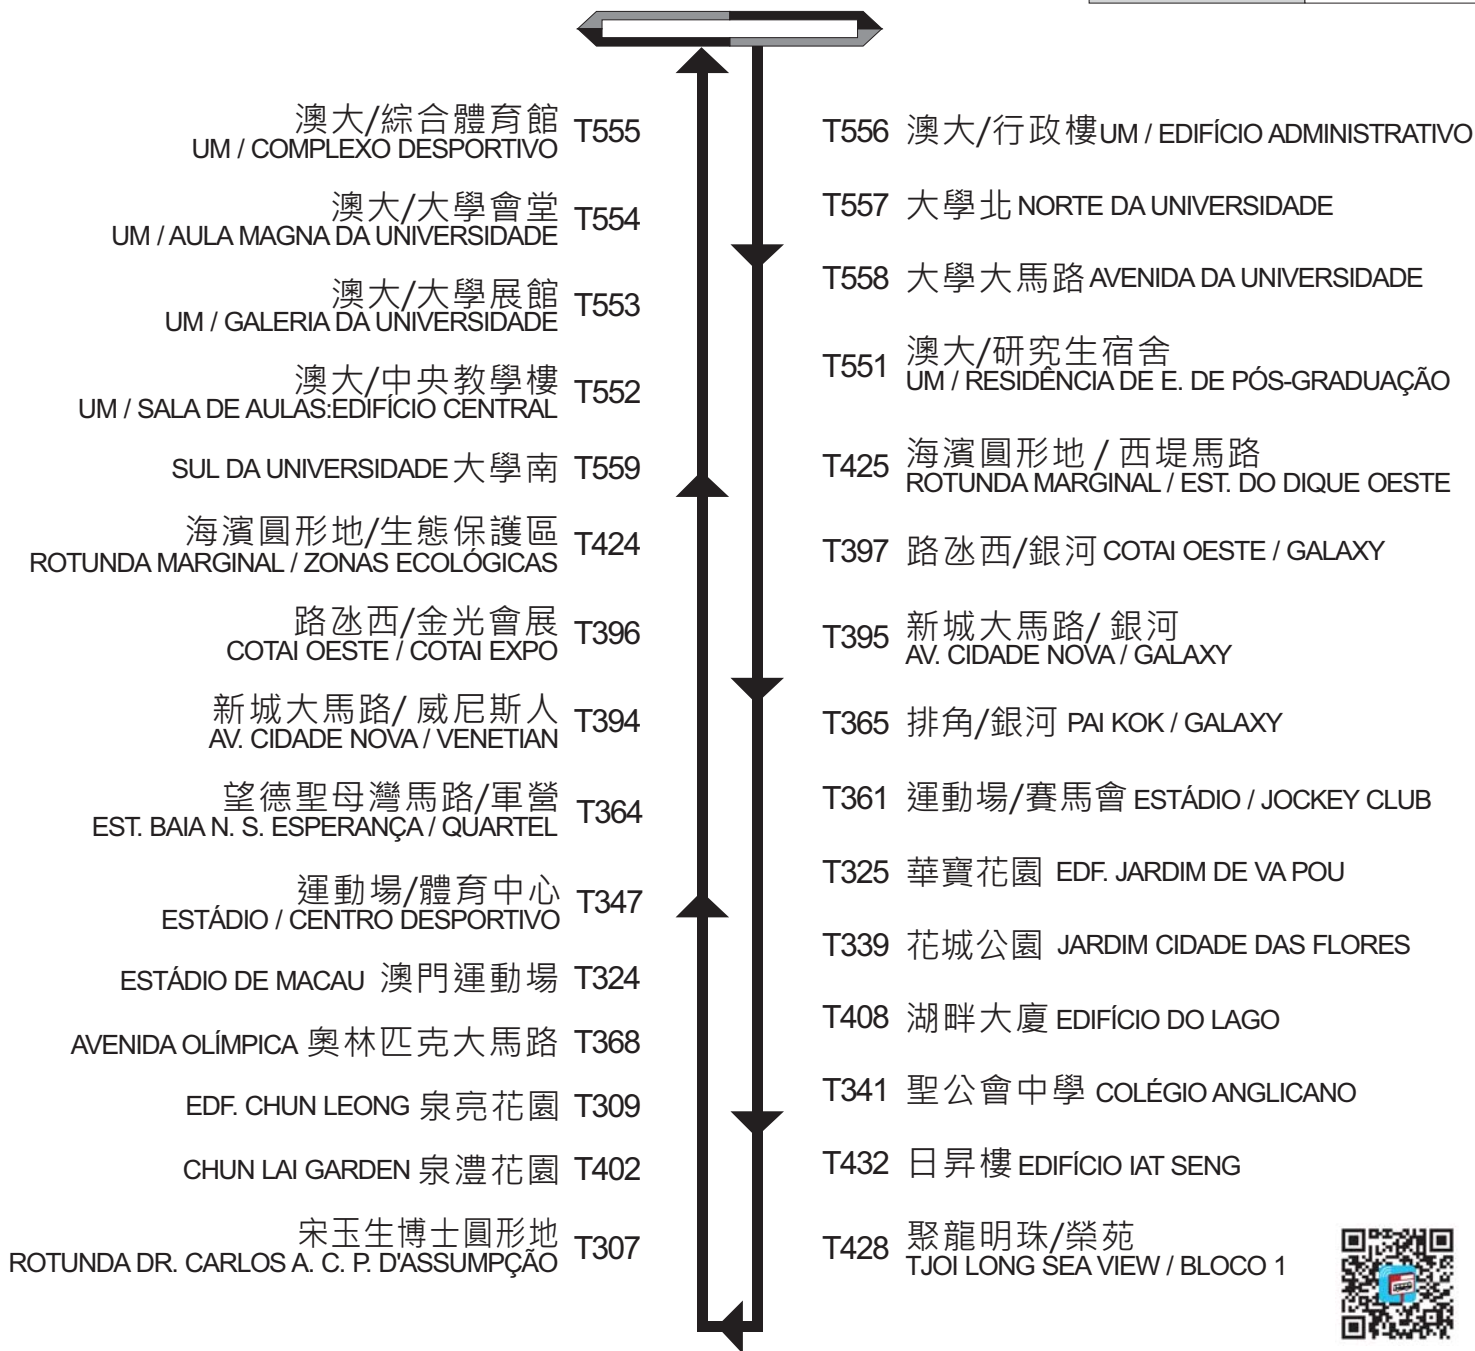 澳大/綜合體育館 T555
UM / COMPLEXO DESPORTIVO
澳大/大學會堂 T554
UM / AULA MAGNA DA UNIVERSIDADE
澳大/大學展館 T553
UM / GALERIA DA UNIVERSIDADE
澳大/中央教學樓 T552
UM / SALA DE AULAS:EDIFÍCIO CENTRAL
SUL DA UNIVERSIDADE 大學南 T559
海濱圓形地/生態保護區 T424
ROTUNDA MARGINAL / ZONAS ECOLÓGICAS
路氹西/金光會展 T396
COTAI OESTE / COTAI EXPO
新城大馬路/ 威尼斯人 T394
AV. CIDADE NOVA / VENETIAN
望德聖母灣馬路/軍營 T364
EST. BAIA N. S. ESPERANÇA / QUARTEL
運動場/體育中心 T347
ESTÁDIO / CENTRO DESPORTIVO
ESTÁDIO DE MACAU 澳門運動場 T324
AVENIDA OLÍMPICA 奧林匹克大馬路 T368
EDF. CHUN LEONG 泉亮花園 T309
CHUN LAI GARDEN 泉澧花園 T402
宋玉生博士圓形地 T307
ROTUNDA DR. CARLOS A. C. P. D'ASSUMPÇÃO
T556 澳大/行政樓 UM / EDIFÍCIO ADMINISTRATIVO
T557 大學北 NORTE DA UNIVERSIDADE
T558 大學大馬路 AVENIDA DA UNIVERSIDADE
T551 澳大/研究生宿舍
UM / RESIDÊNCIA DE E. DE PÓS-GRADUAÇÃO
T425 海濱圓形地 / 西堤馬路
ROTUNDA MARGINAL / EST. DO DIQUE OESTE
T397 路氹西/銀河 COTAI OESTE / GALAXY
T395 新城大馬路/ 銀河
AV. CIDADE NOVA / GALAXY
T365 排角/銀河 PAI KOK / GALAXY
T361 運動場/賽馬會 ESTÁDIO / JOCKEY CLUB
T325 華寶花園 EDF. JARDIM DE VA POU
T339 花城公園 JARDIM CIDADE DAS FLORES
T408 湖畔大廈 EDIFÍCIO DO LAGO
T341 聖公會中學 COLÉGIO ANGLICANO
T432 日昇樓 EDIFÍCIO IAT SENG
T428 聚龍明珠/榮苑
TJOI LONG SEA VIEW / BLOCO 1